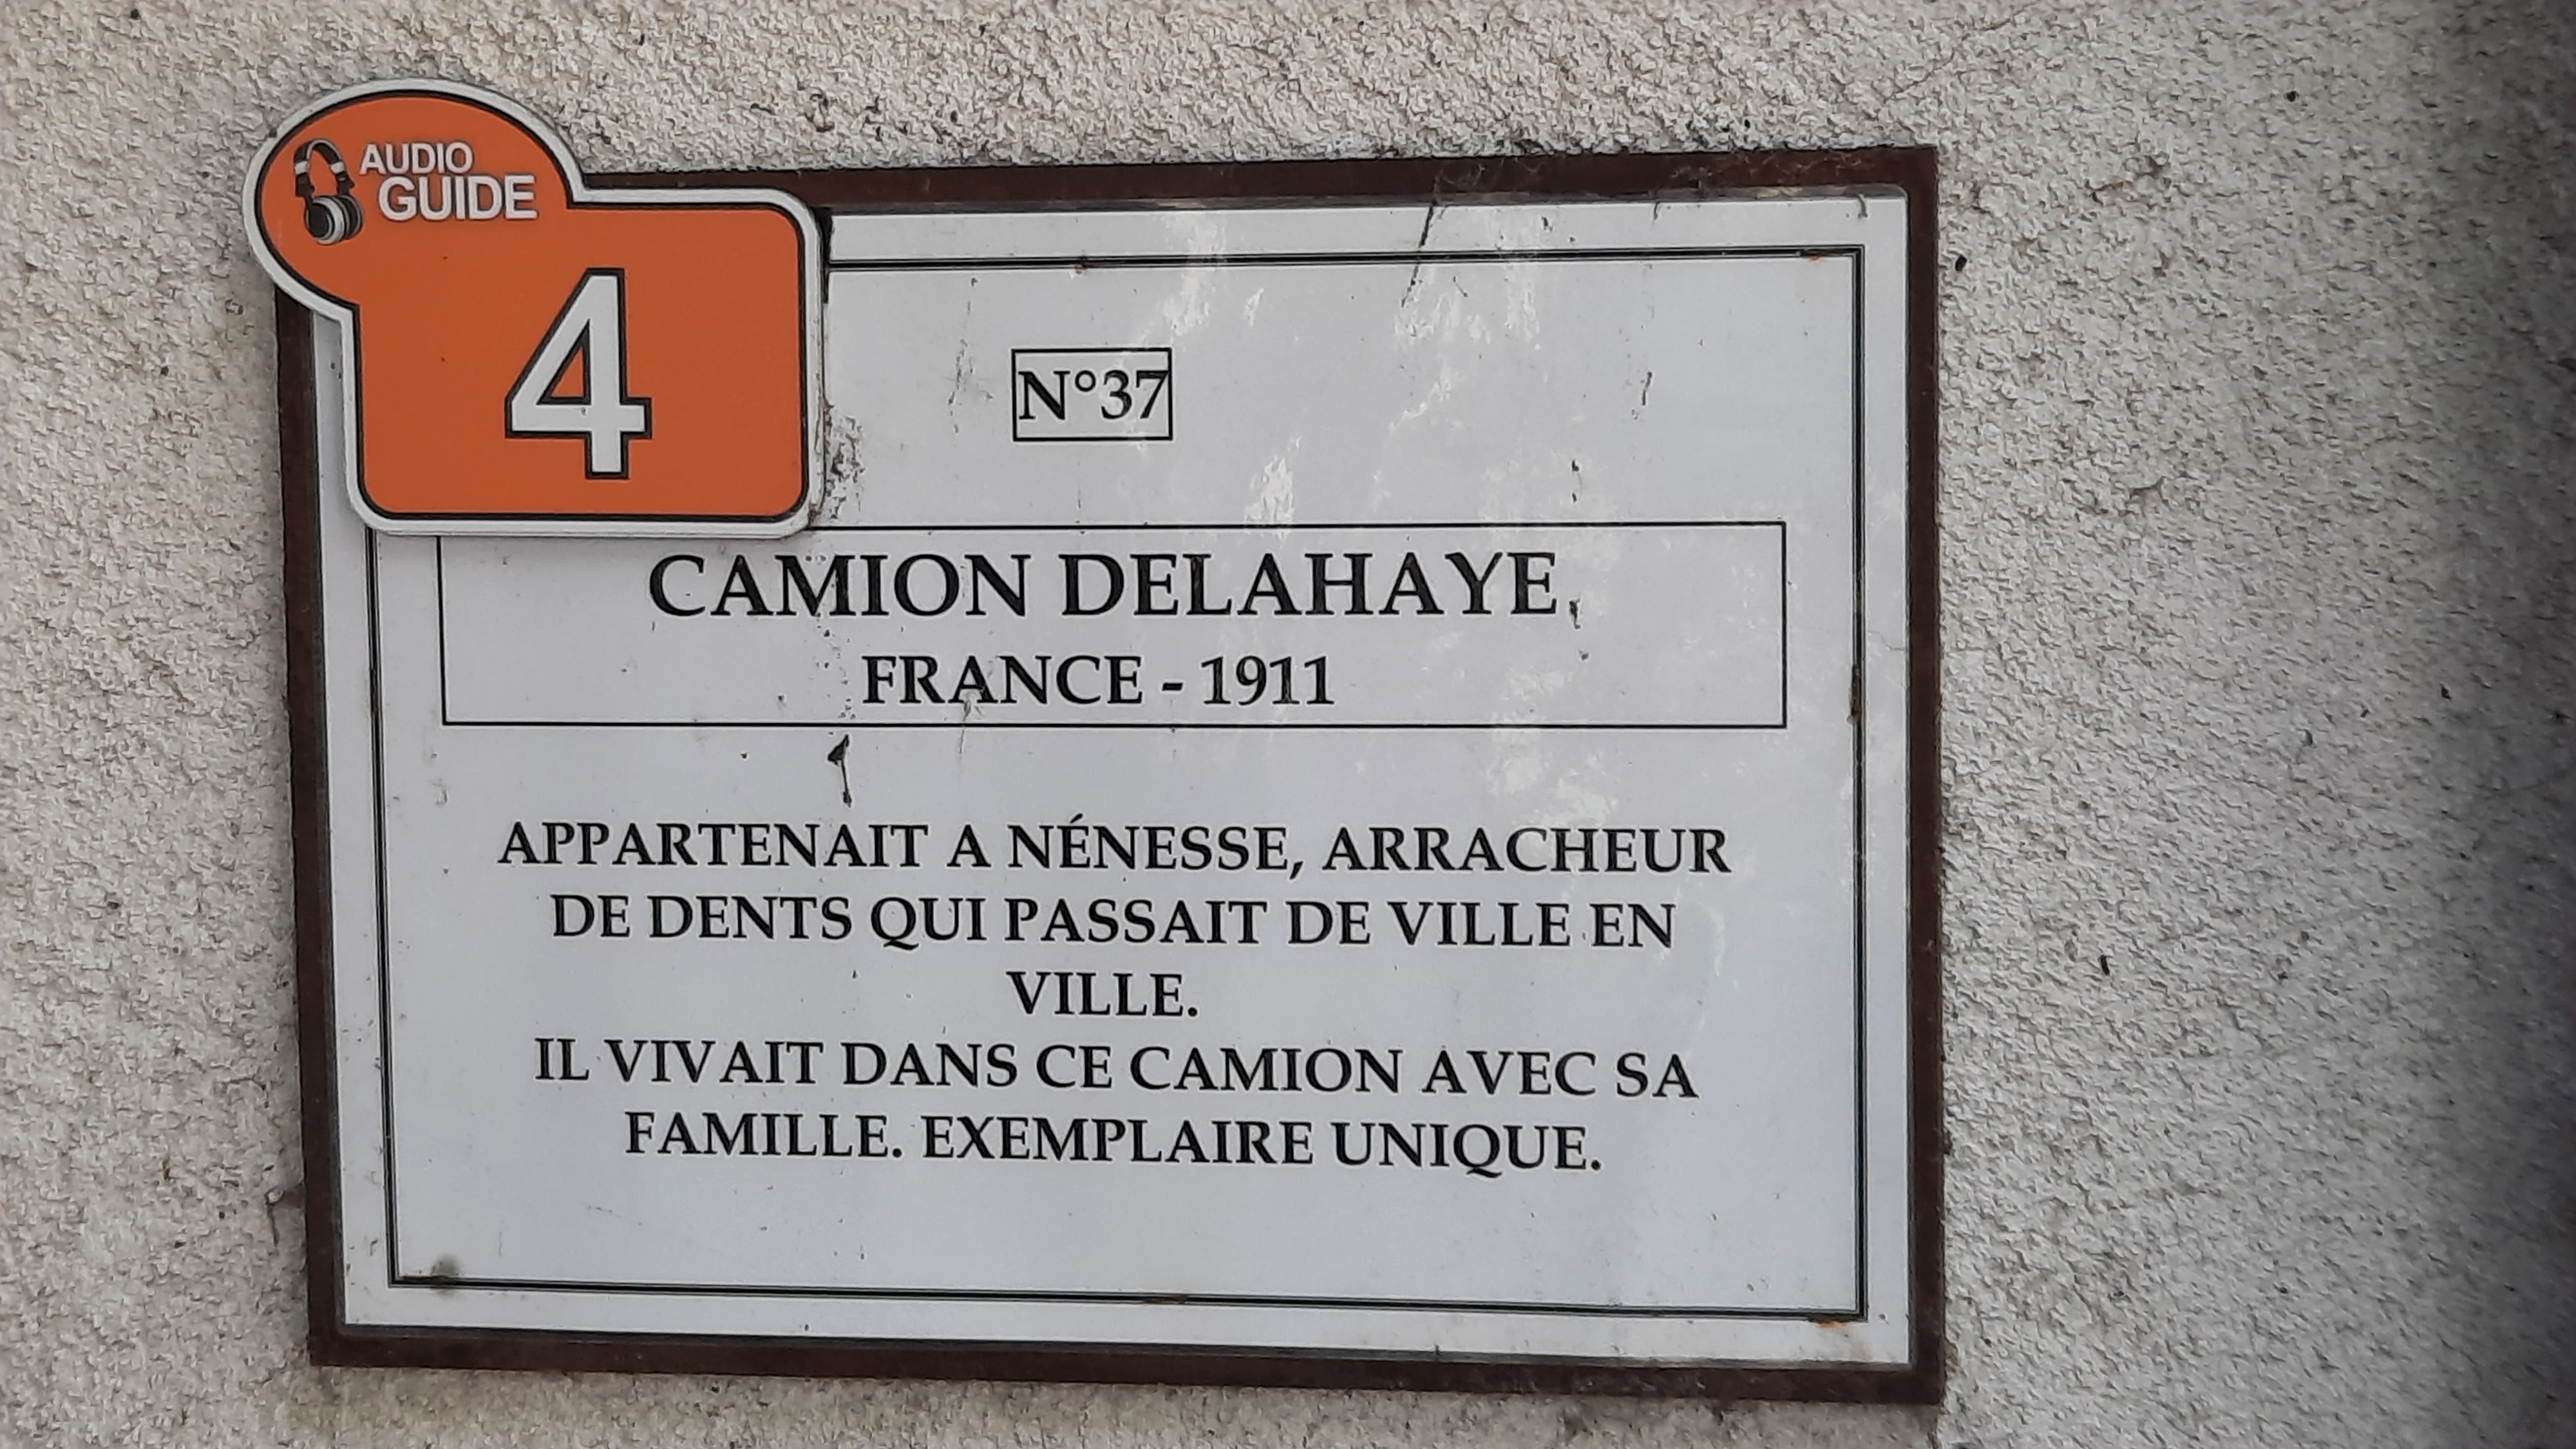 AUDIO
GUIDE
4
N°37
CAMION DELAHAYE
FRANCE - 1911
APPARTENAIT A NÉNESSE, ARRACHEUR
DE DENTS QUI PASSAIT DE VILLE EN
VILLE.
IL VIVAIT DANS CE CAMION AVEC SA
FAMILLE. EXEMPLAIRE UNIQUE.